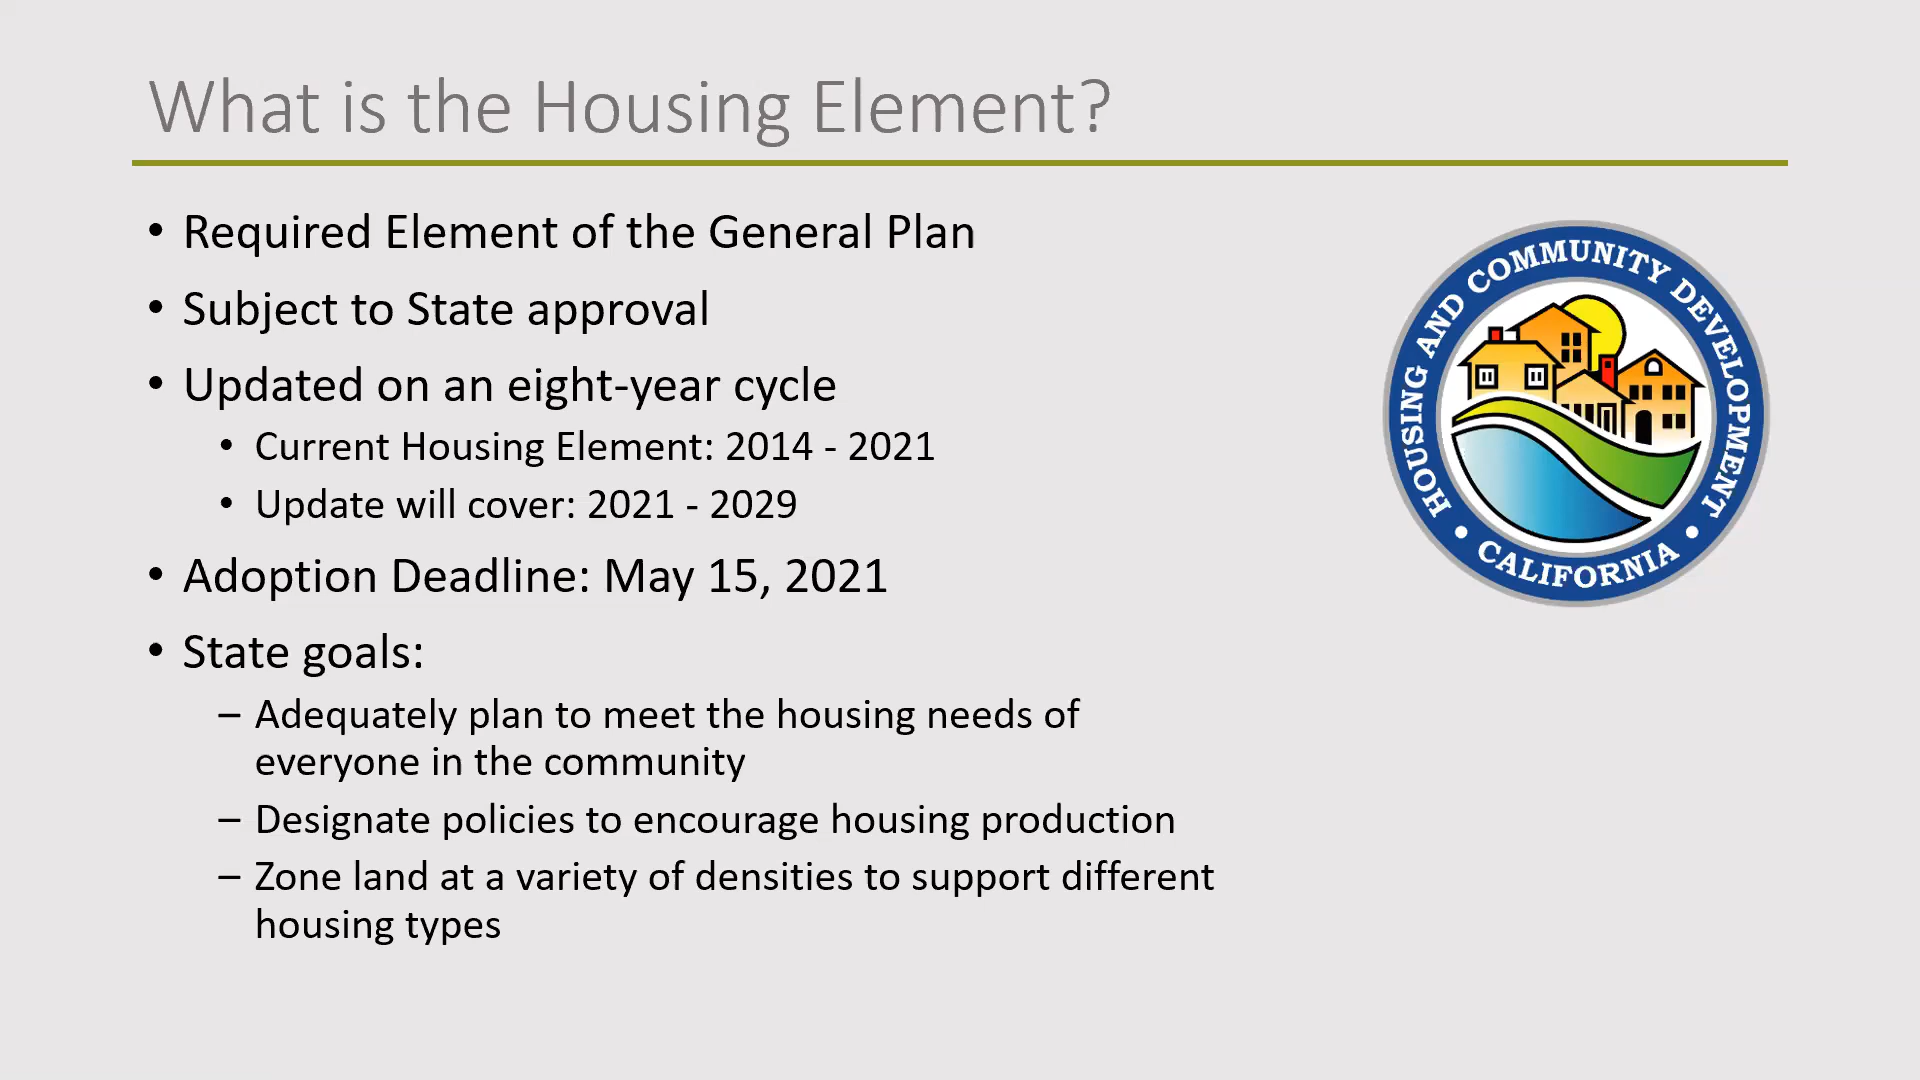 What is the Housing Element?
• Required Element of the General Plan
• Subject to State approval
• Updated on an eight-year cycle
• Current Housing Element: 2014 - 2021
• Update will cover: 2021 - 2029
• Adoption Deadline: May 15, 2021
• State goals:
– Adequately plan to meet the housing needs of
everyone in the community
– Designate policies to encourage housing production
– Zone land at a variety of densities to support different
housing types
HOUSING AND COMMUNITY DEVELOPMENT
• CALIFORNIA •